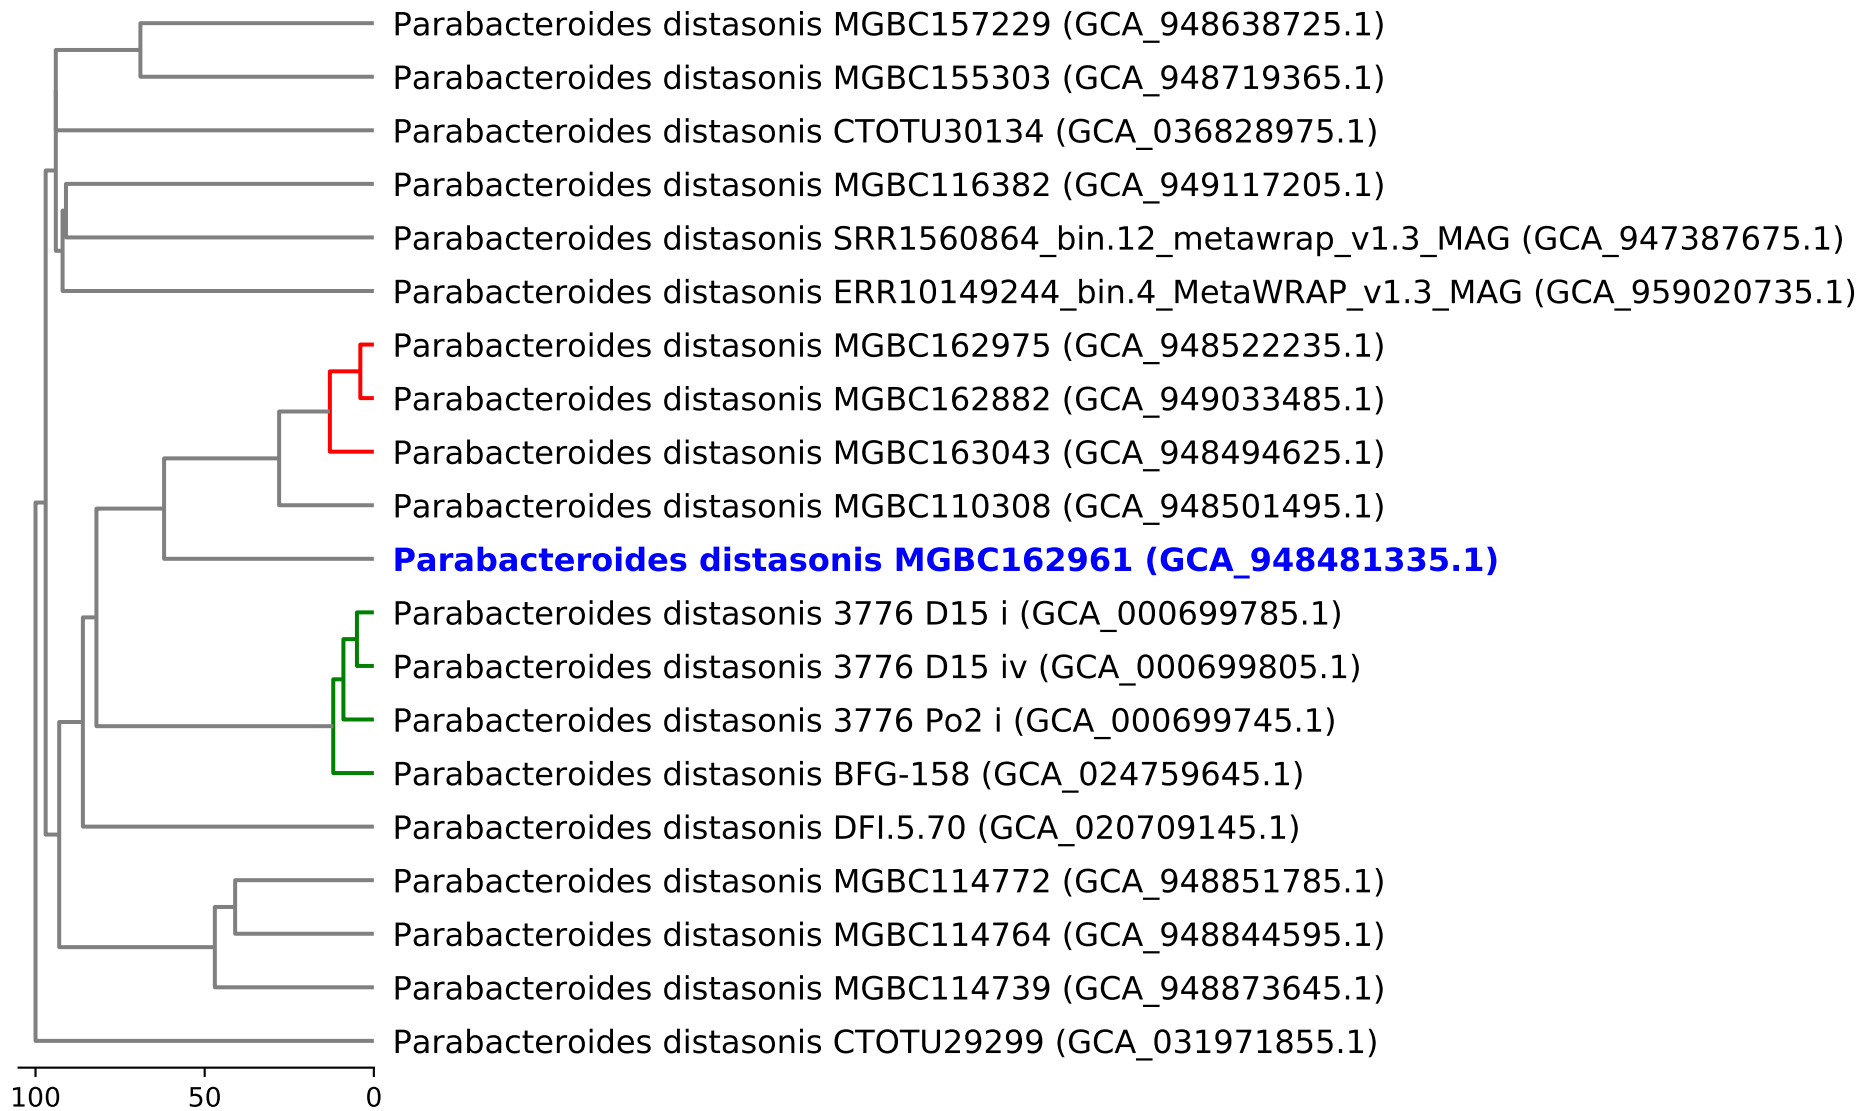 Parabacteroides distasonis MGBC157229 (GCA_948638725.1)
Parabacteroides distasonis MGBC155303 (GCA_948719365.1)
Parabacteroides distasonis CTOTU30134 (GCA_036828975.1)
Parabacteroides distasonis MGBC116382 (GCA_949117205.1)
Parabacteroides distasonis SRR1560864_bin.12_metawrap_v1.3_MAG (GCA_947387675.1)
Parabacteroides distasonis ERR10149244_bin.4_MetaWRAP_v1.3_MAG (GCA_959020735.1)
Parabacteroides distasonis MGBC162975 (GCA_948522235.1)
Parabacteroides distasonis MGBC162882 (GCA_949033485.1)
Parabacteroides distasonis MGBC163043 (GCA_948494625.1)
Parabacteroides distasonis MGBC110308 (GCA_948501495.1)
Parabacteroides distasonis MGBC162961 (GCA_948481335.1)
Parabacteroides distasonis 3776 D15 i (GCA_000699785.1)
Parabacteroides distasonis 3776 D15 iv (GCA_000699805.1)
Parabacteroides distasonis 3776 Po2 i (GCA_000699745.1)
Parabacteroides distasonis BFG-158 (GCA_024759645.1)
Parabacteroides distasonis DFI.5.70 (GCA_020709145.1)
Parabacteroides distasonis MGBC114772 (GCA_948851785.1)
Parabacteroides distasonis MGBC114764 (GCA_948844595.1)
Parabacteroides distasonis MGBC114739 (GCA_948873645.1)
Parabacteroides distasonis CTOTU29299 (GCA_031971855.1)
100 50 0